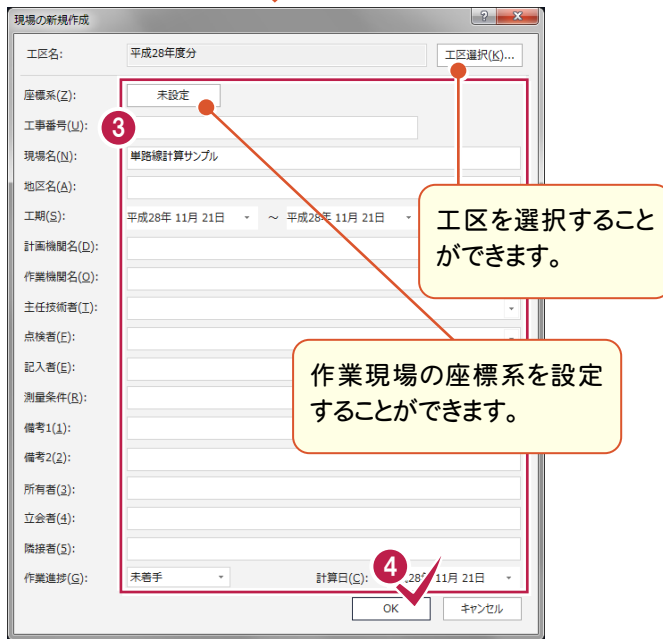 現場の新規作成
工区名:
平成28年度分
工区選択(K)...
座標系(Z):
未設定
3
工事番号(U):
現場名(N):
単路線計算サンプル
地区名(A):
工期(S):
平成28年 11月 21日 ～ 平成28年 11月 21日
工区を選択すること
ができます。
計画機関名(D):
作業機関名(O):
主任技術者(T):
点検者(F):
作業現場の座標系を設定
することができます。
記入者(E):
測量条件(R):
備考1(1):
備考2(2):
所有者(3):
立会者(4):
隣接者(5):
作業進捗(G):
未着手
計算日(C):
4
28年 11月 21日
OK
キャンセル